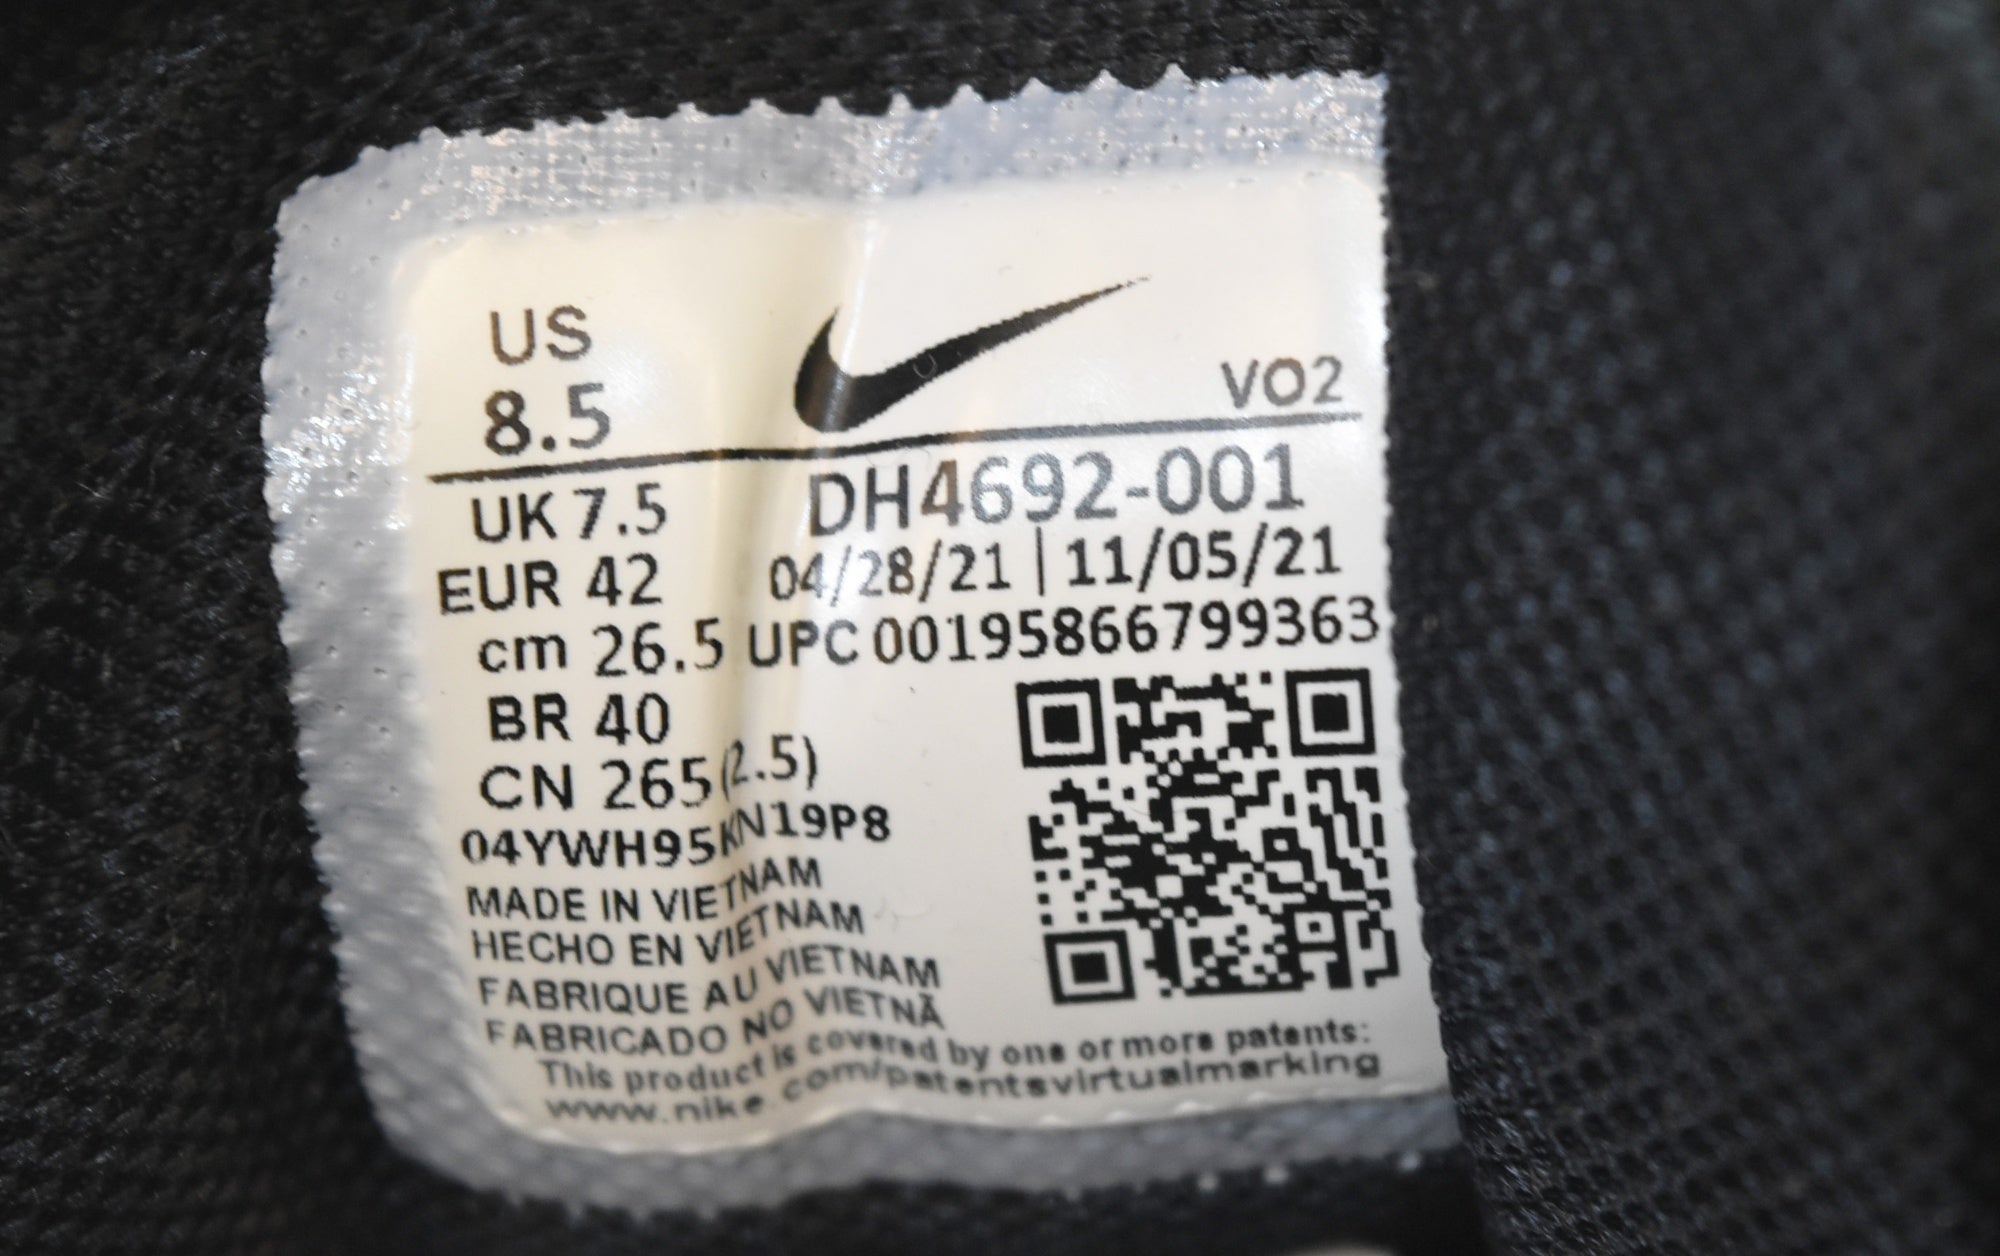 US
8.5
VO2
UK 7.5
DH4692-001
EUR 42
04/28/21 | 11/05/21
cm 26.5
UPC 00195866799363
BR 40
CN 265 (2.5)
04YWH95KN19P8
MADE IN VIETNAM
HECHO EN VIETNAM
FABRIQUE AU VIETNAM
FABRICADO NO VIETNÃ
This product is covered by one or more patents:
www.nike.com/patentsvirtualmarking